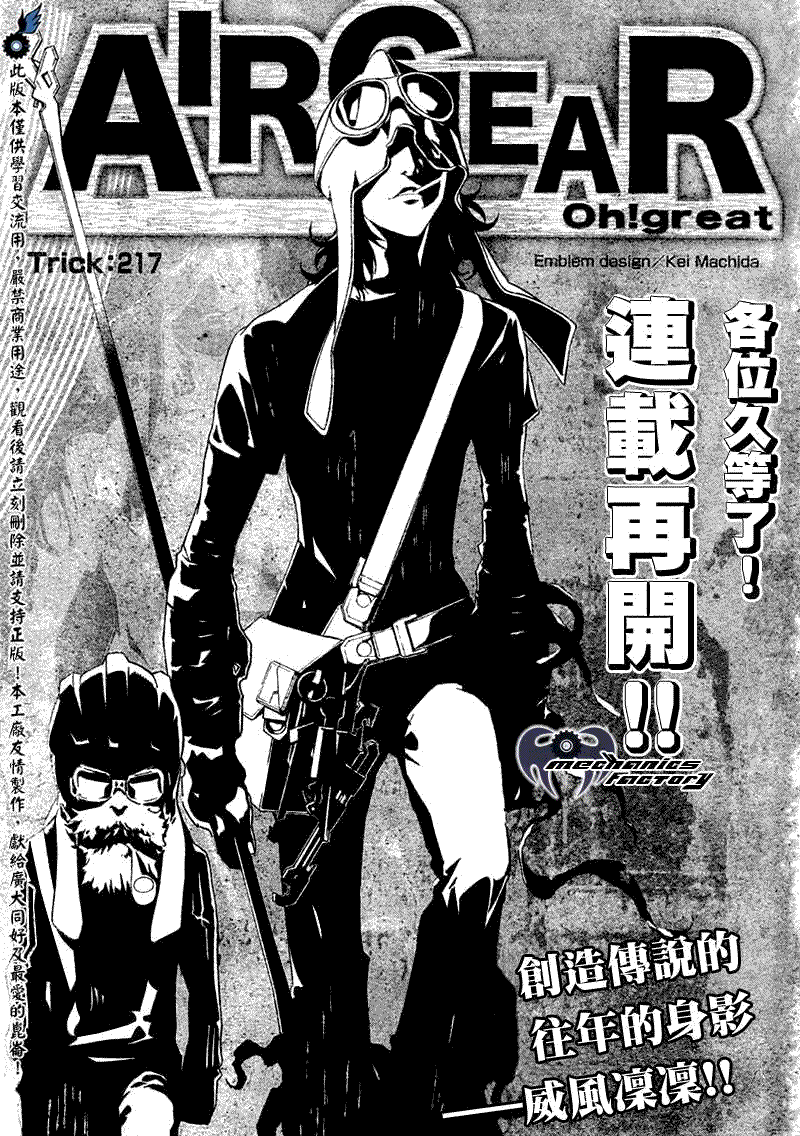 AIRGEAR
Oh!great
Trick:217
Emblem design／Kei Machida
各位久等了！
連載再開!!
mechanics
factory
創造傳說的
往年的身影
——威風凜凜!!
此版本僅供學習交流用，嚴禁商業用途，觀看後請立刻刪除並請支持正版！本工廠友情製作，獻給廣大同好及最愛的崑崙！